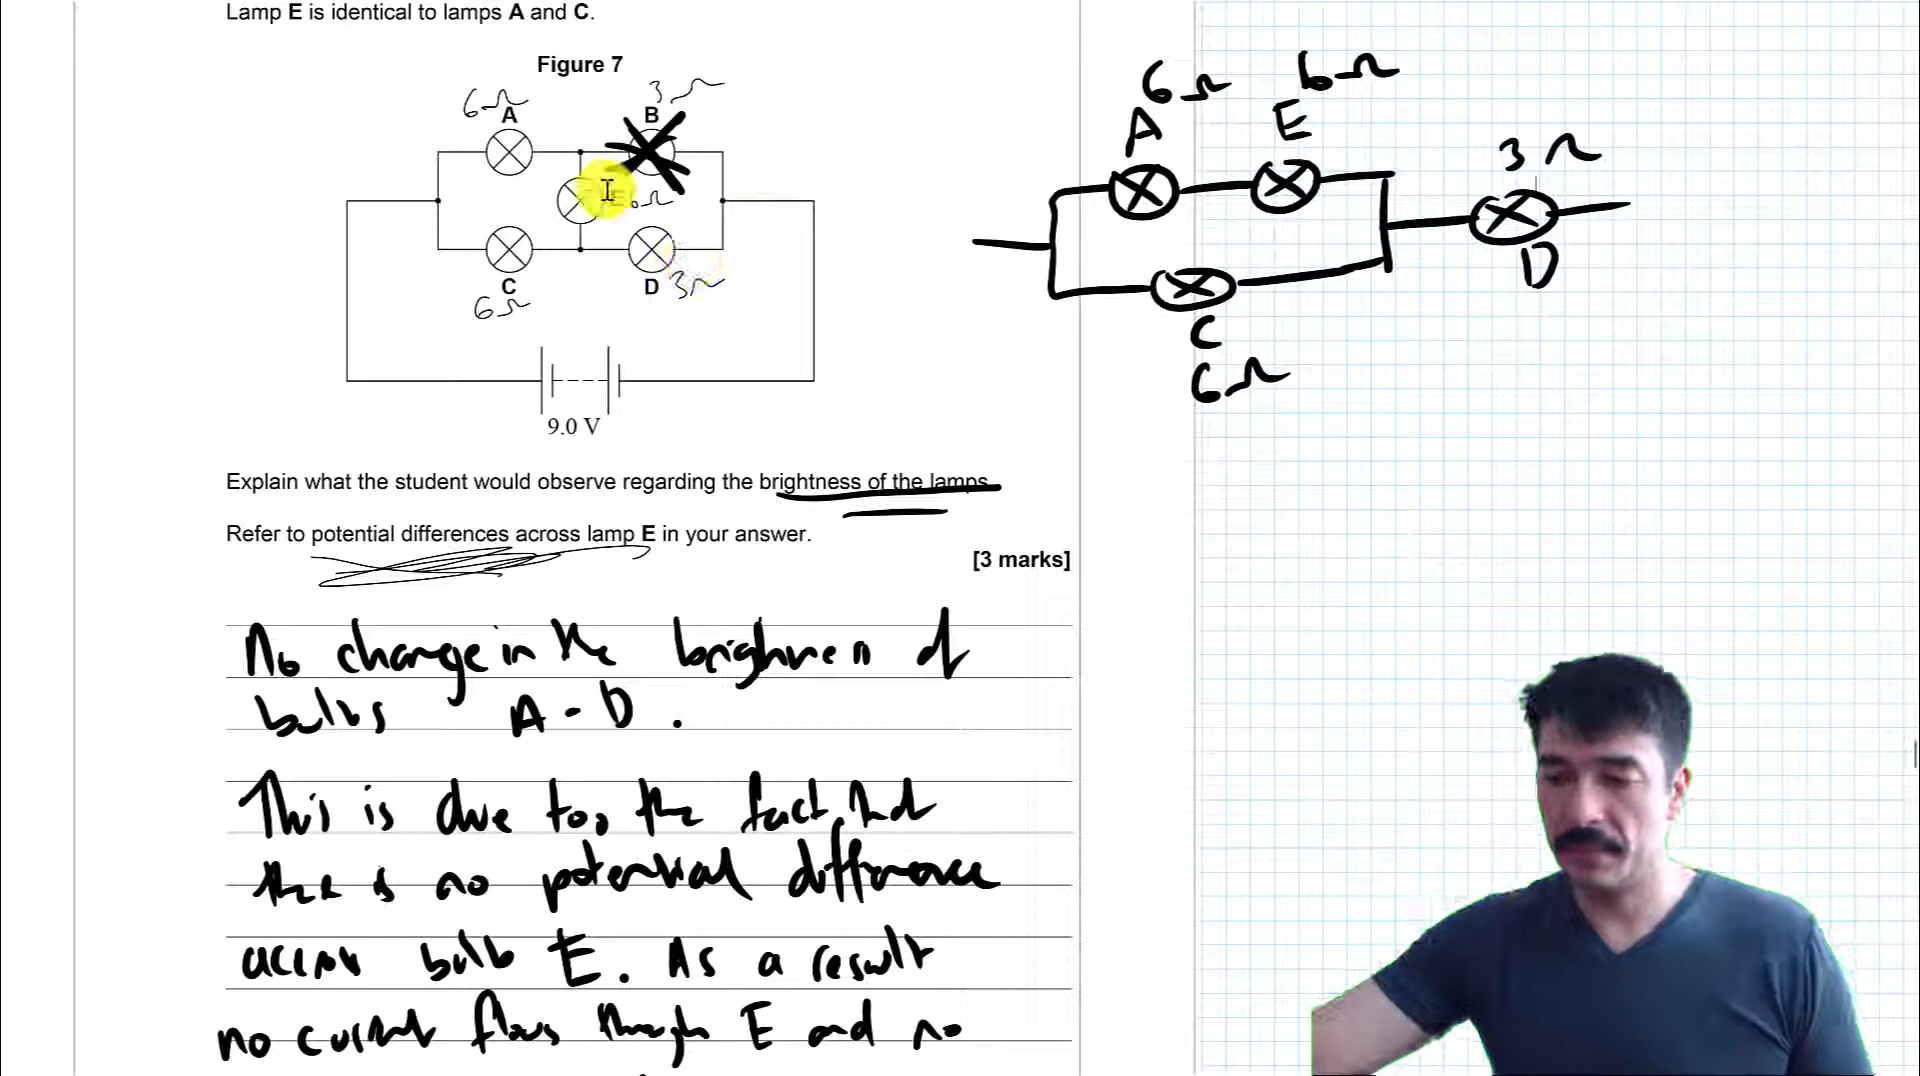 Lamp E is identical to lamps A and C.
Figure 7
6Ω
3Ω
A
B
E 6Ω
C
D
6Ω
3Ω
9.0 V
6Ω
6Ω
A
E
3Ω
D
C
6Ω
Explain what the student would observe regarding the brightness of the lamps.
Refer to potential differences across lamp E in your answer.
[3 marks]
No change in the brightness of
bulbs A - D.
This is due to, the fact that
there is no potential difference
across bulb E. As a result
no current flows through E and no